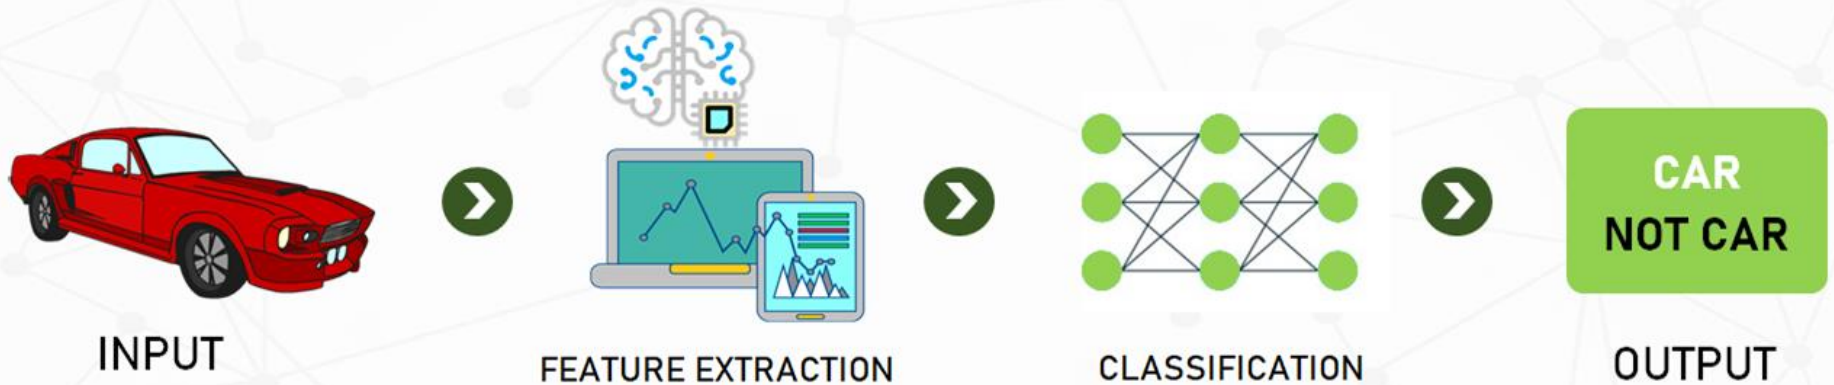 INPUT
FEATURE EXTRACTION
CLASSIFICATION
CAR
NOT CAR
OUTPUT